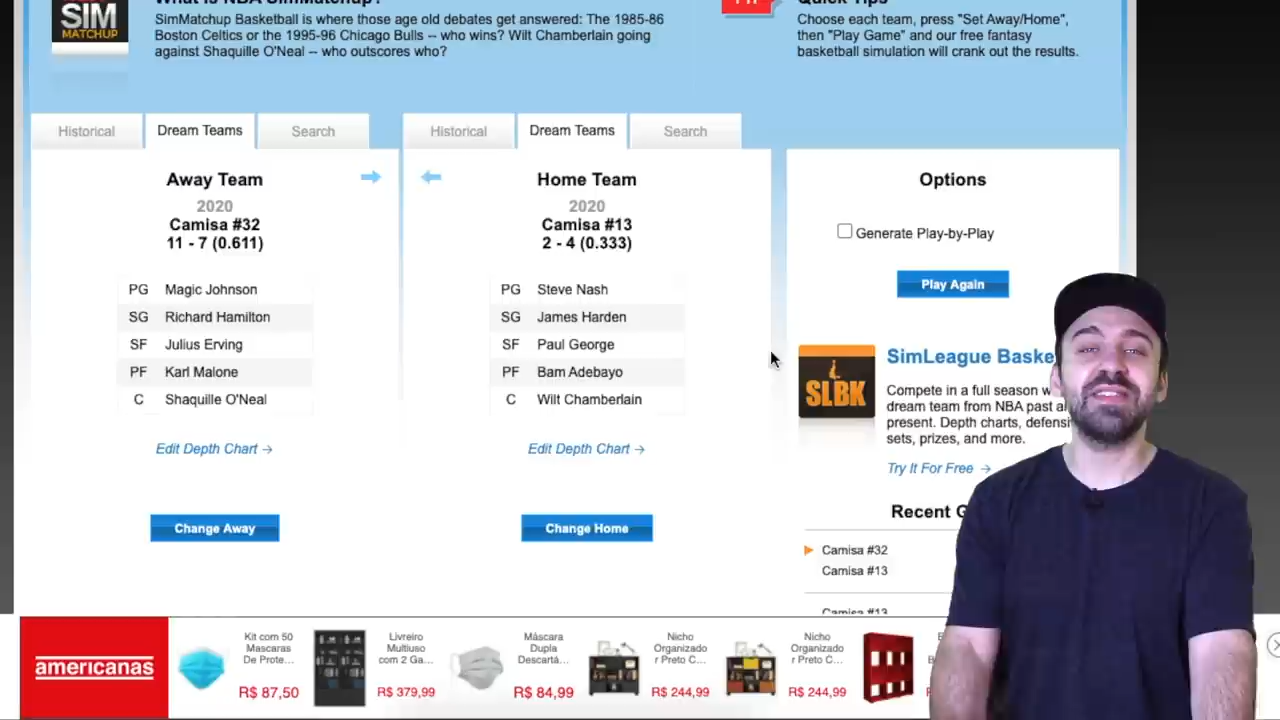 SIM
MATCHUP
SimMatchup Basketball is where those age old debates get answered: The 1985-86
Boston Celtics or the 1995-96 Chicago Bulls -- who wins? Wilt Chamberlain going
against Shaquille O'Neal -- who outscores who?
Quick Tips
Choose each team, press "Set Away/Home",
then "Play Game" and our free fantasy
basketball simulation will crank out the results.
Historical
Dream Teams
Search
Historical
Dream Teams
Search
Away Team
2020
Camisa #32
11 - 7 (0.611)
PG Magic Johnson
SG Richard Hamilton
SF Julius Erving
PF Karl Malone
C Shaquille O'Neal
Edit Depth Chart →
Change Away
Home Team
2020
Camisa #13
2 - 4 (0.333)
PG Steve Nash
SG James Harden
SF Paul George
PF Bam Adebayo
C Wilt Chamberlain
Edit Depth Chart →
Change Home
Options
Generate Play-by-Play
Play Again
SLBK
SimLeague Baske
Compete in a full season w
dream team from NBA past a
present. Depth charts, defensi
sets, prizes, and more.
Try It For Free →
Recent G
Camisa #32
Camisa #13
Camisa #13
americanas
Kit com 50
Mascaras
De Prote...
R$ 87,50
Livreiro
Multiuso
com 2 Ga...
R$ 379,99
Máscara
Dupla
Descartá...
R$ 84,99
Nicho
Organizado
r Preto C...
R$ 244,99
Nicho
Organizado
r Preto C...
R$ 244,99